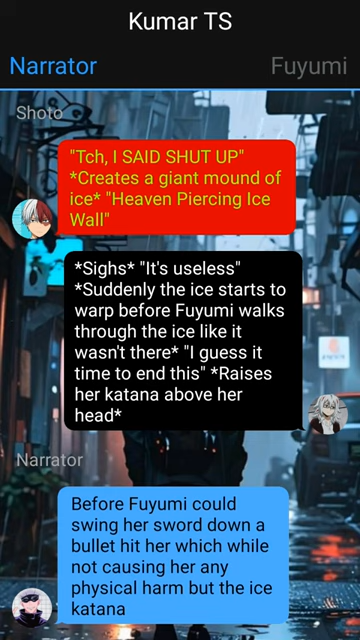 Kumar TS
Narrator
Fuyumi
Shoto
"Tch, I SAID SHUT UP"
*Creates a giant mound of
ice* "Heaven Piercing Ice
Wall"
*Sighs* "It's useless"
*Suddenly the ice starts to
warp before Fuyumi walks
through the ice like it
wasn't there* "I guess it
time to end this" *Raises
her katana above her
head*
Narrator
Before Fuyumi could
swing her sword down a
bullet hit her which while
not causing her any
physical harm but the ice
katana